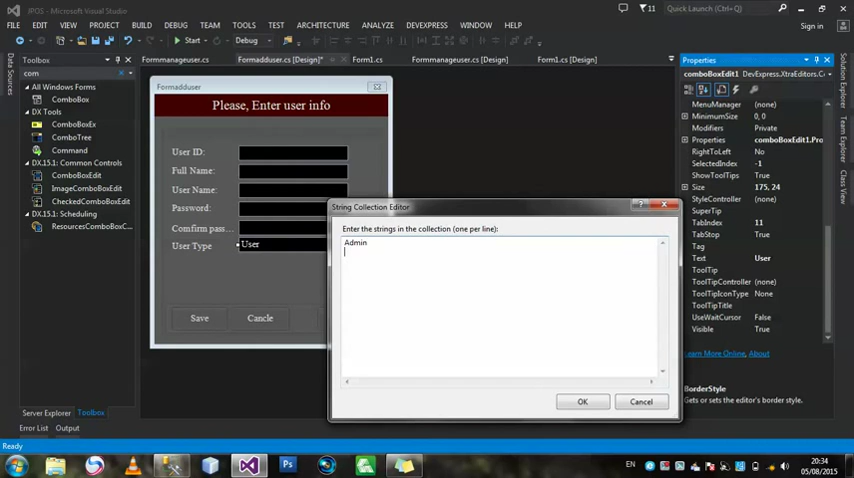 JPOS - Microsoft Visual Studio
11
Quick Launch (Ctrl+Q)
FILE EDIT VIEW PROJECT BUILD DEBUG TEAM TOOLS TEST ARCHITECTURE ANALYZE DEVEXPRESS WINDOW HELP
Sign in
Start Debug
Data Sources
Toolbox
com
All Windows Forms
ComboBox
DX Tools
ComboBoxEx
ComboTree
Command
DX.15.1: Common Controls
ComboBoxEdit
ImageComboBoxEdit
CheckedComboBoxEdit
DX.15.1: Scheduling
ResourcesComboBoxC...
Server Explorer Toolbox
Error List Output
Formmanageuser.cs Formadduser.cs [Design]* Form1.cs Formmanageuser.cs [Design] Form1.cs [Design]
Formadduser
Please, Enter user info
User ID:
Full Name:
User Name:
Password:
Confirm pass...
User Type User
Save Cancle
String Collection Editor
Enter the strings in the collection (one per line):
Admin
OK Cancel
Properties
comboBoxEdit1 DevExpress.XtraEditors.Co
MenuManager (none)
MinimumSize 0, 0
Modifiers Private
Properties comboBoxEdit1.Pro
RightToLeft No
SelectedIndex -1
ShowToolTips True
Size 175, 24
StyleController (none)
SuperTip
TabIndex 11
TabStop True
Tag
Text User
ToolTip
ToolTipController (none)
ToolTipIconType None
ToolTipTitle
UseWaitCursor False
Visible True
Learn More Online, About
BorderStyle
Gets or sets the editor's border style.
Solution Explorer
Team Explorer
Class View
Ready
EN
20:34
05/08/2015